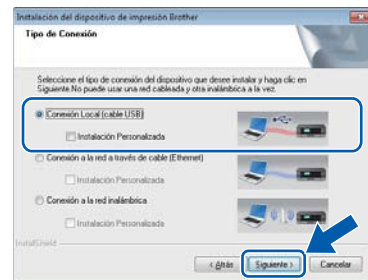 Instalación del dispositivo de impresión Brother
Tipo de Conexión
Seleccione el tipo de conexión del dispositivo que desee instalar y haga clic en
Siguiente.No puede usar una red cableada y otra inalámbrica a la vez.
Conexión Local (cable USB)
Instalación Personalizada
Conexión a la red a través de cable (Ethernet)
Instalación Personalizada
Conexión a la red inalámbrica
Instalación Personalizada
InstallShield
< Atrás Siguiente > Cancelar